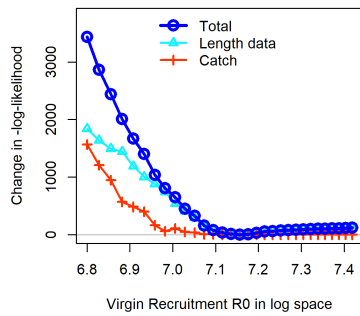 Total
Length data
Catch
Change in -log-likelihood
3000
2000
1000
0
6.8 6.9 7.0 7.1 7.2 7.3 7.4
Virgin Recruitment R0 in log space